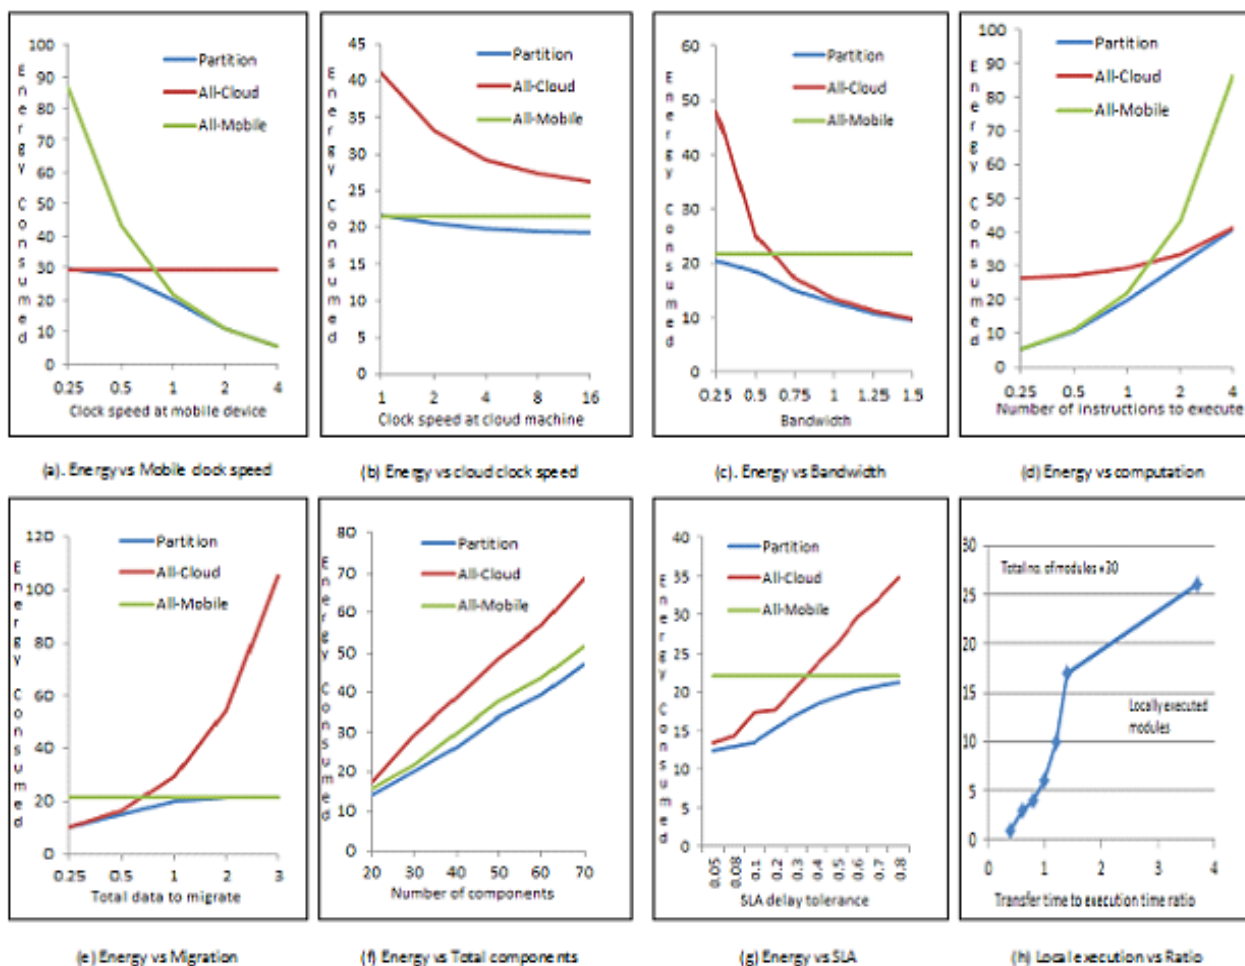 100
90
80
70
60
50
40
30
20
10
0
Energy Consumed
Partition
All-Cloud
All-Mobile
0.25 0.5 1 2 4
Clock speed at mobile device
(a). Energy vs Mobile clock speed
45
40
35
30
25
20
15
10
5
0
Energy Consumed
Partition
All-Cloud
All-Mobile
1 2 4 8 16
Clock speed at cloud machine
(b) Energy vs cloud clock speed
60
50
40
30
20
10
0
Energy Consumed
Partition
All-Cloud
All-Mobile
0.25 0.5 0.75 1 1.25 1.5
Bandwidth
(c). Energy vs Bandwidth
100
90
80
70
60
50
40
30
20
10
0
Energy Consumed
Partition
All-Cloud
All-Mobile
0.25 0.5 1 2 4
Number of instructions to execute
(d) Energy vs computation
120
100
80
60
40
20
0
Energy Consumed
Partition
All-Cloud
All-Mobile
0.25 0.5 1 2 3
Total data to migrate
(e) Energy vs Migration
80
70
60
50
40
30
20
10
0
Energy Consumed
Partition
All-Cloud
All-Mobile
20 30 40 50 60 70
Number of components
(f) Energy vs Total components
40
35
30
25
20
15
10
5
0
Energy Consumed
Partition
All-Cloud
All-Mobile
0.05 0.08 0.1 0.2 0.3 0.4 0.5 0.6 0.7 0.8
SLA delay tolerance
(g) Energy vs SLA
30
25
20
15
10
5
0
Total no. of modules =30
Locally executed
modules
0 1 2 3 4
Transfer time to execution time ratio
(h) Local execution vs Ratio